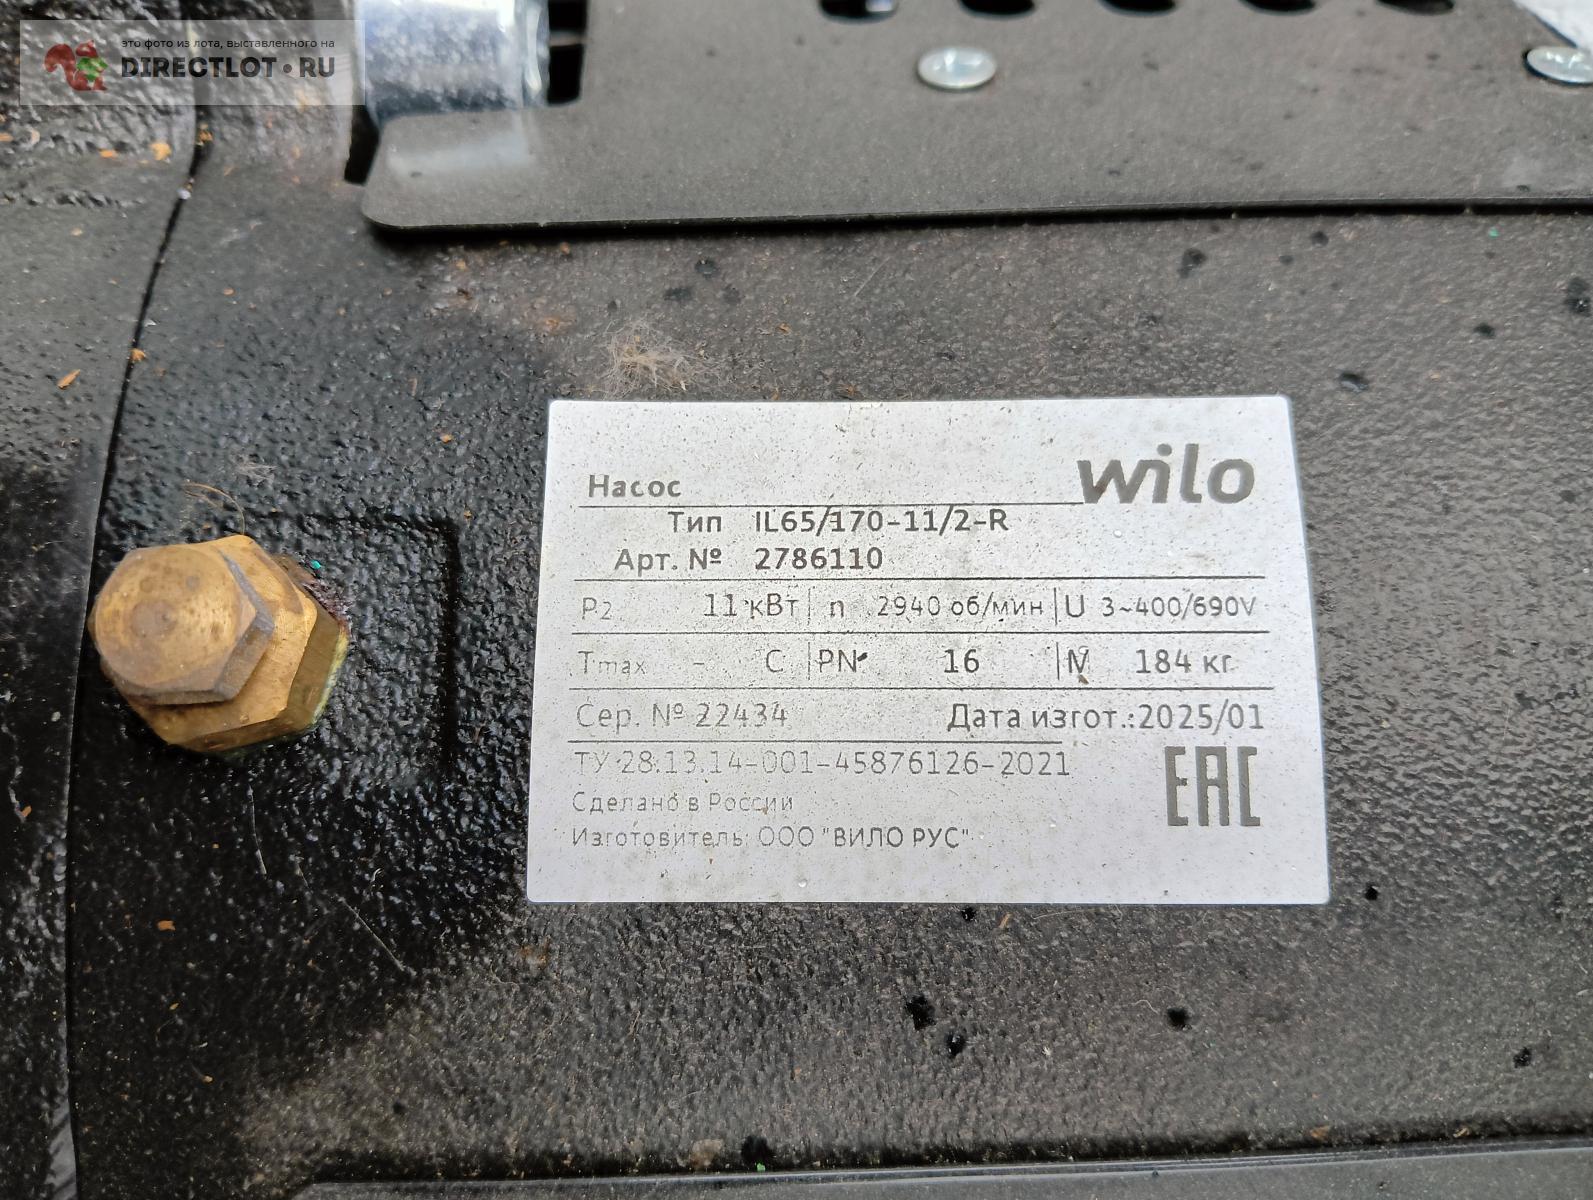 это фото из лота, выставленного на
DIRECTLOT.RU
wilo
Насос
Тип IL65/170-11/2-R
Арт. № 2786110
P2 11 кВт n 2940 об/мин U 3~400/690V
Tmax - C PN 16 M 184 кг
Сер. № 22434 Дата изгот.:2025/01
ТУ 28.13.14-001-45876126-2021
Сделано в России
Изготовитель: ООО "ВИЛО РУС"
EAC